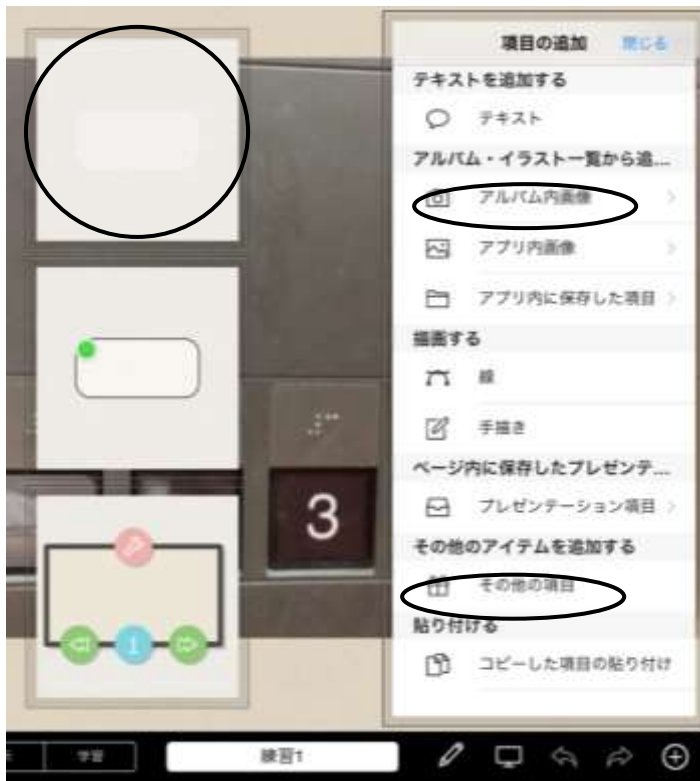 項目の追加 閉じる
テキストを追加する
テキスト
アルバム・イラスト一覧から追...
アルバム内画像
アプリ内画像
アプリ内に保存した項目
描画する
線
手描き
ページ内に保存したプレゼンテ...
プレゼンテーション項目
その他のアイテムを追加する
その他の項目
貼り付ける
コピーした項目の貼り付け
3
学習
練習1